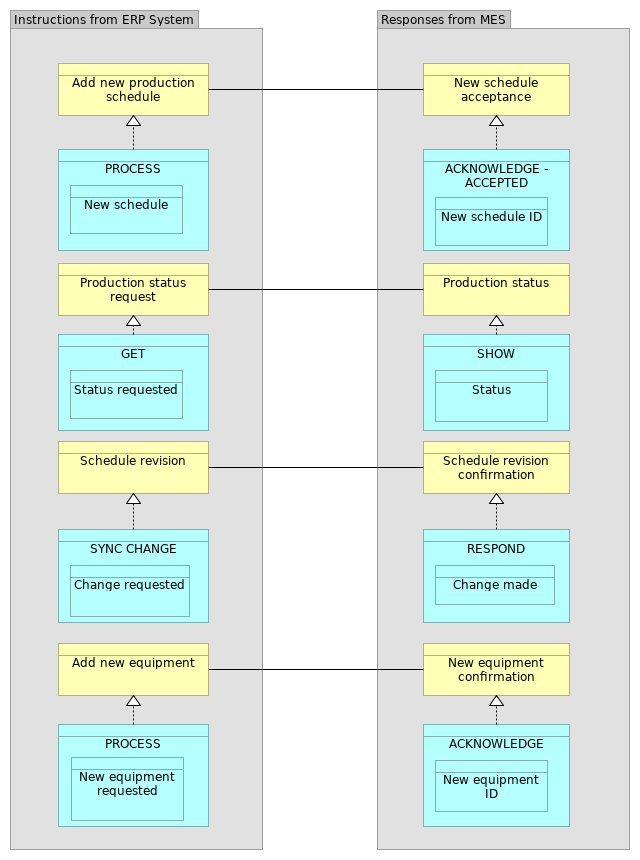 Instructions from ERP System
Add new production
schedule
PROCESS
New schedule
Production status
request
GET
Status requested
Schedule revision
SYNC CHANGE
Change requested
Add new equipment
PROCESS
New equipment
requested
Responses from MES
New schedule
acceptance
ACKNOWLEDGE -
ACCEPTED
New schedule ID
Production status
SHOW
Status
Schedule revision
confirmation
RESPOND
Change made
New equipment
confirmation
ACKNOWLEDGE
New equipment
ID